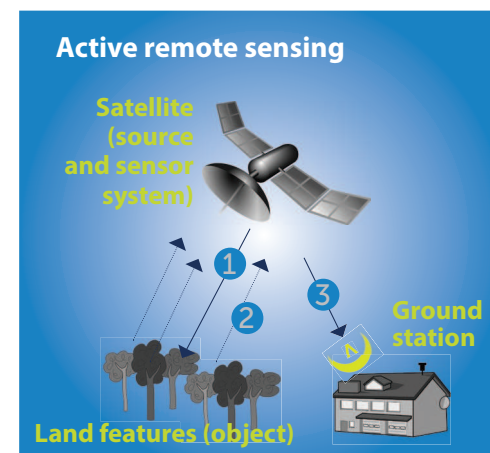 Active remote sensing
Satellite
(source
and sensor
system)
1
2
3
Ground
station
Land features (object)